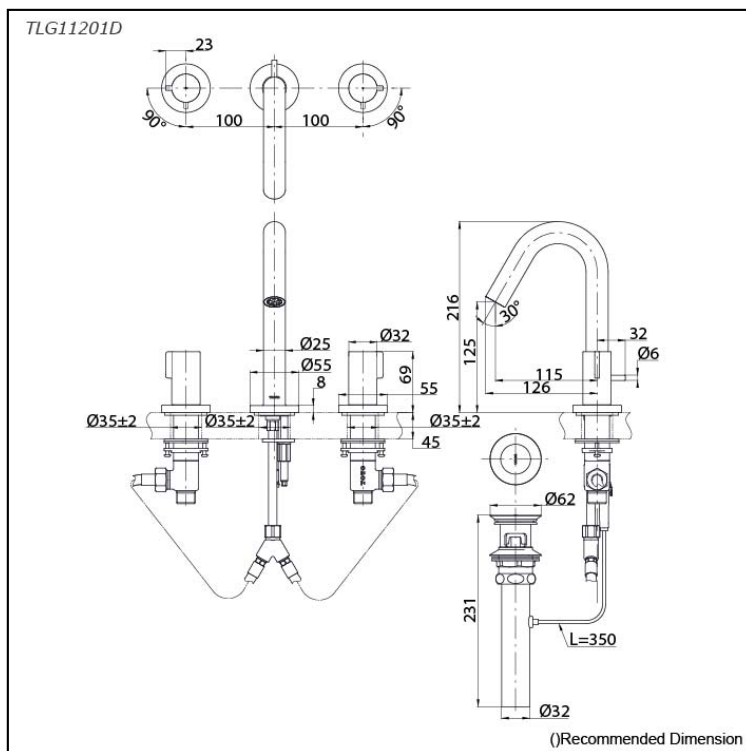 TLG11201D
23
90°
100
100
90°
216
125
30°
32
Ø6
115
126
Ø25
Ø55
8
Ø32
69
55
Ø35±2
Ø35±2
Ø35±2
45
TOTO
Ø62
231
L=350
Ø32
()Recommended Dimension